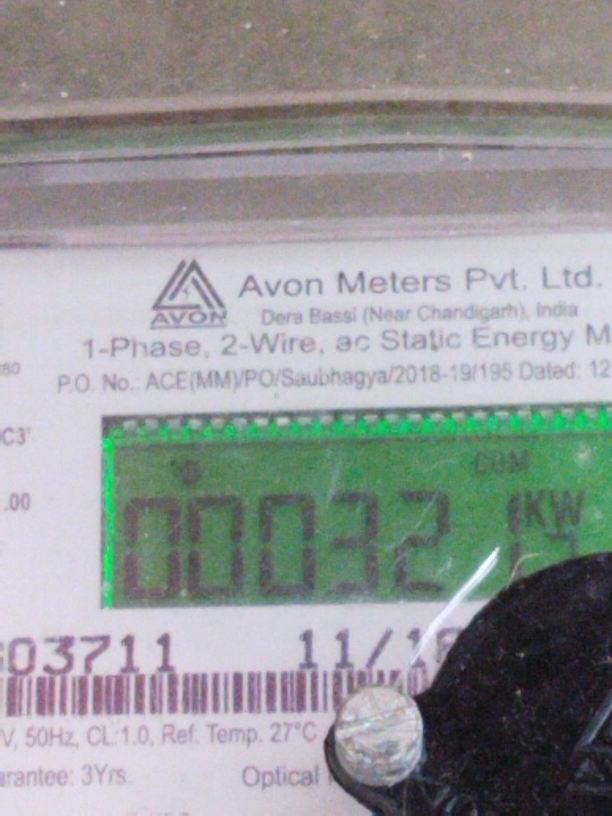 Avon Meters Pvt. Ltd.
AVON
Dera Bassi (Near Chandigarh), India
1-Phase, 2-Wire, ac Static Energy M
P.O. No.: ACE(MM)/PO/Saubhagya/2018-19/195 Dated: 12
C3'
.00
COM
000321
KW
03711 11/18
V, 50Hz, CL 1.0, Ref. Temp. 27°C
arantee: 3Yrs. Optical